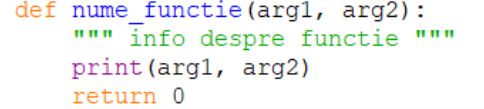 def nume_functie(arg1, arg2):
    """ info despre functie """
    print(arg1, arg2)
    return 0